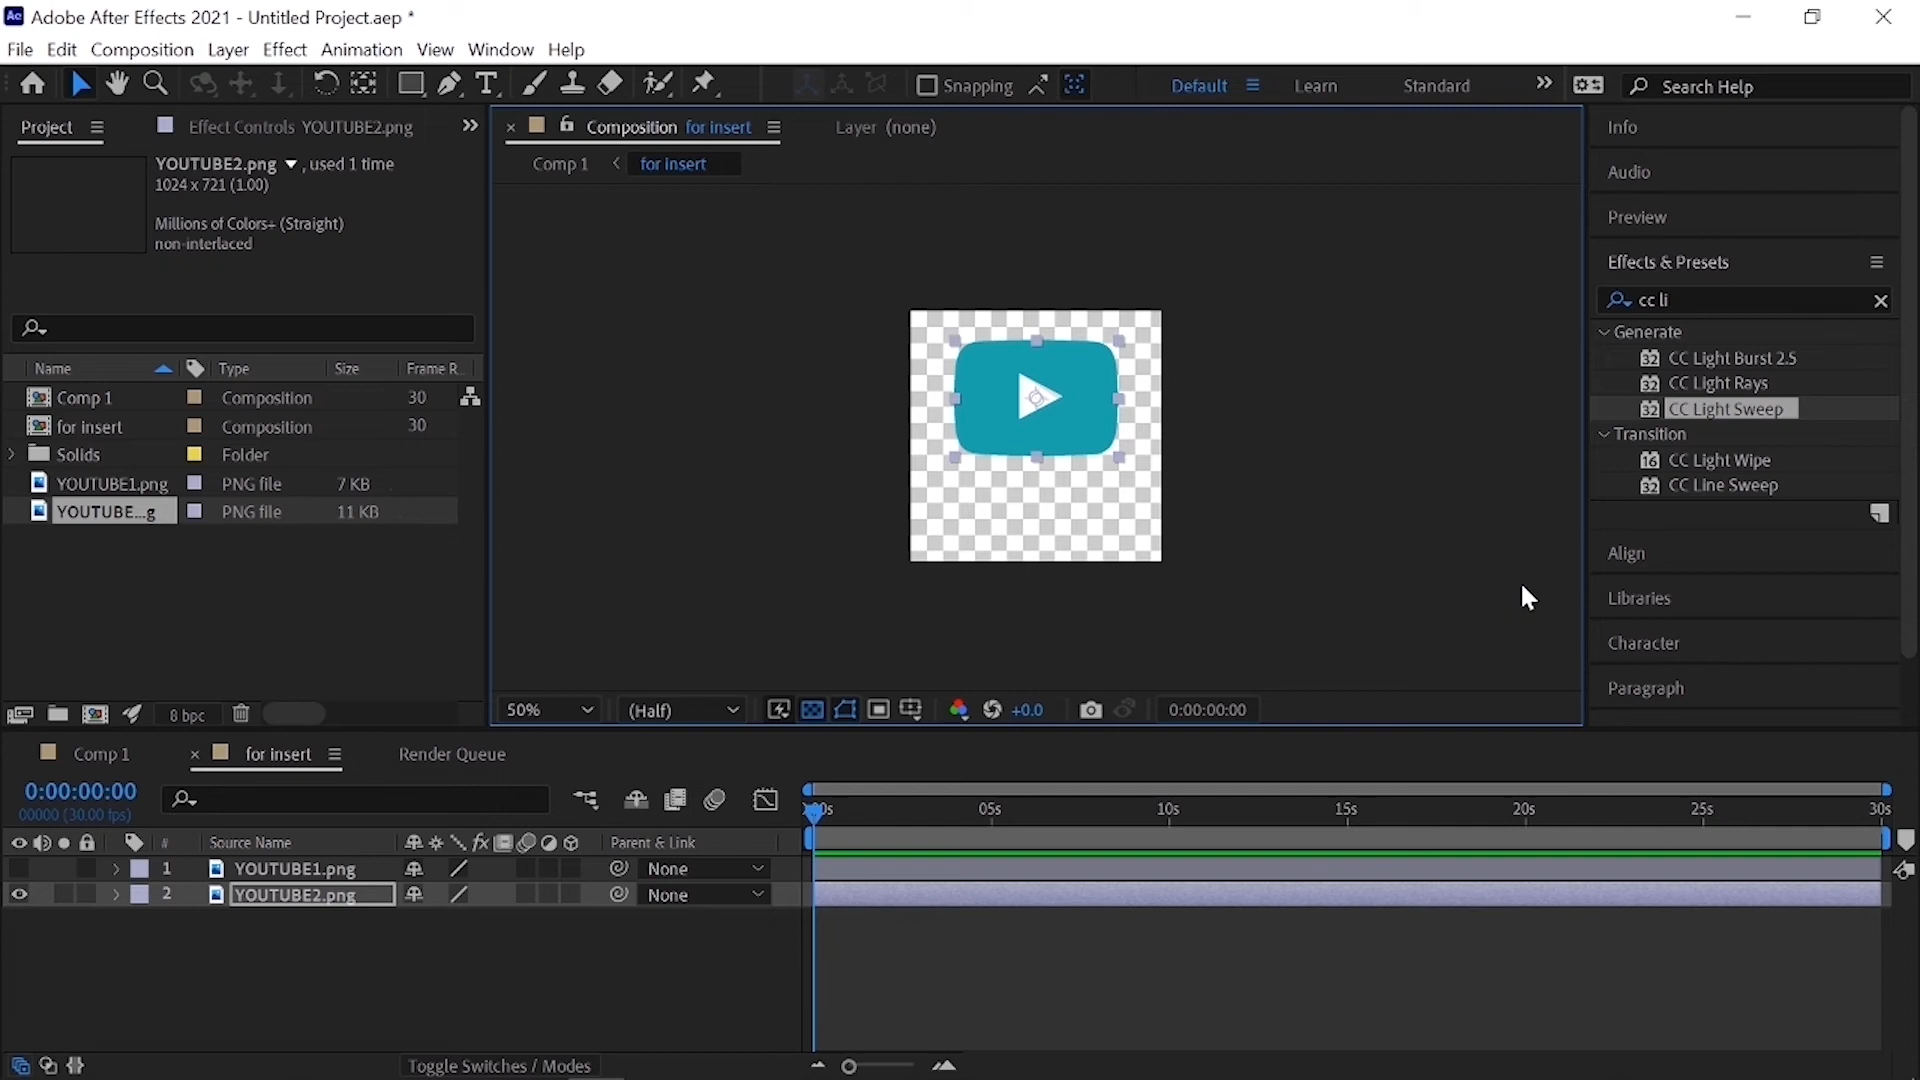 Adobe After Effects 2021 - Untitled Project.aep *
File Edit Composition Layer Effect Animation View Window Help
Snapping Default Learn Standard Search Help
Project Effect Controls YOUTUBE2.png
YOUTUBE2.png , used 1 time
1024 x 721 (1.00)
Millions of Colors+ (Straight)
non-interlaced
Name Type Size Frame R...
Comp 1 Composition 30
for insert Composition 30
Solids Folder
YOUTUBE1.png PNG file 7 KB
YOUTUBE...g PNG file 11 KB
8 bpc
Composition for insert Layer (none)
Comp 1 for insert
50% (Half) +0.0 0:00:00:00
Info
Audio
Preview
Effects & Presets
cc li
Generate
32 CC Light Burst 2.5
32 CC Light Rays
32 CC Light Sweep
Transition
16 CC Light Wipe
32 CC Line Sweep
Align
Libraries
Character
Paragraph
Comp 1 for insert Render Queue
0:00:00:00
00000 (30.00 fps)
00s 05s 10s 15s 20s 25s 30s
# Source Name fx Parent & Link
1 YOUTUBE1.png None
2 YOUTUBE2.png None
Toggle Switches / Modes